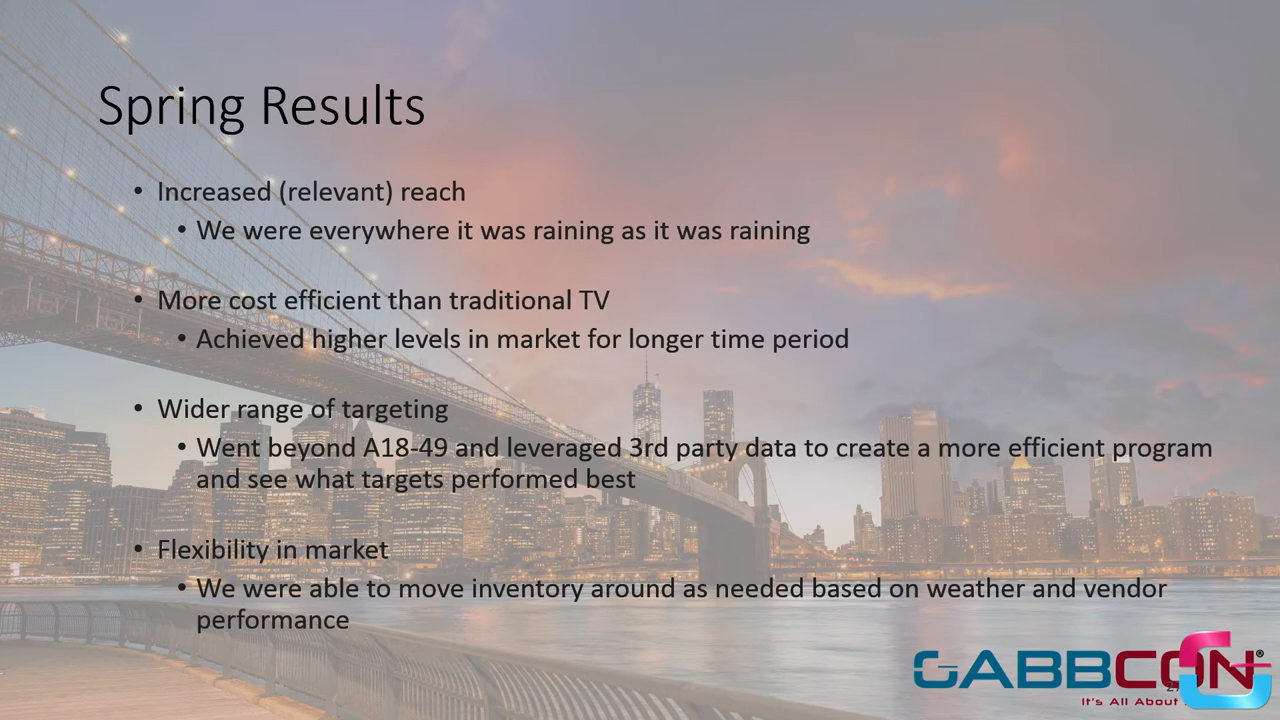 Spring Results
• Increased (relevant) reach
• We were everywhere it was raining as it was raining
• More cost efficient than traditional TV
• Achieved higher levels in market for longer time period
• Wider range of targeting
• Went beyond A18-49 and leveraged 3rd party data to create a more efficient program
and see what targets performed best
• Flexibility in market
• We were able to move inventory around as needed based on weather and vendor
performance
GABBCON®
It's All About